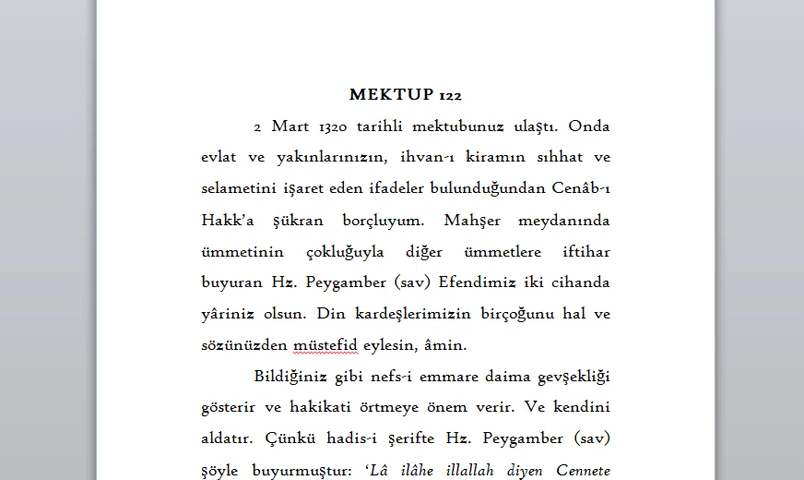 MEKTUP 122
2 Mart 1320 tarihli mektubunuz ulaştı. Onda
evlat ve yakınlarınızın, ihvan-ı kiramın sıhhat ve
selametini işaret eden ifadeler bulunduğundan Cenâb-ı
Hakk'a şükran borçluyum. Mahşer meydanında
ümmetinin çokluğuyla diğer ümmetlere iftihar
buyuran Hz. Peygamber (sav) Efendimiz iki cihanda
yâriniz olsun. Din kardeşlerimizin birçoğunu hal ve
sözünüzden müstefid eylesin, âmin.
Bildiğiniz gibi nefs-i emmare daima gevşekliği
gösterir ve hakikati örtmeye önem verir. Ve kendini
aldatır. Çünkü hadis-i şerifte Hz. Peygamber (sav)
şöyle buyurmuştur: 'Lâ ilâhe illallah diyen Cennete